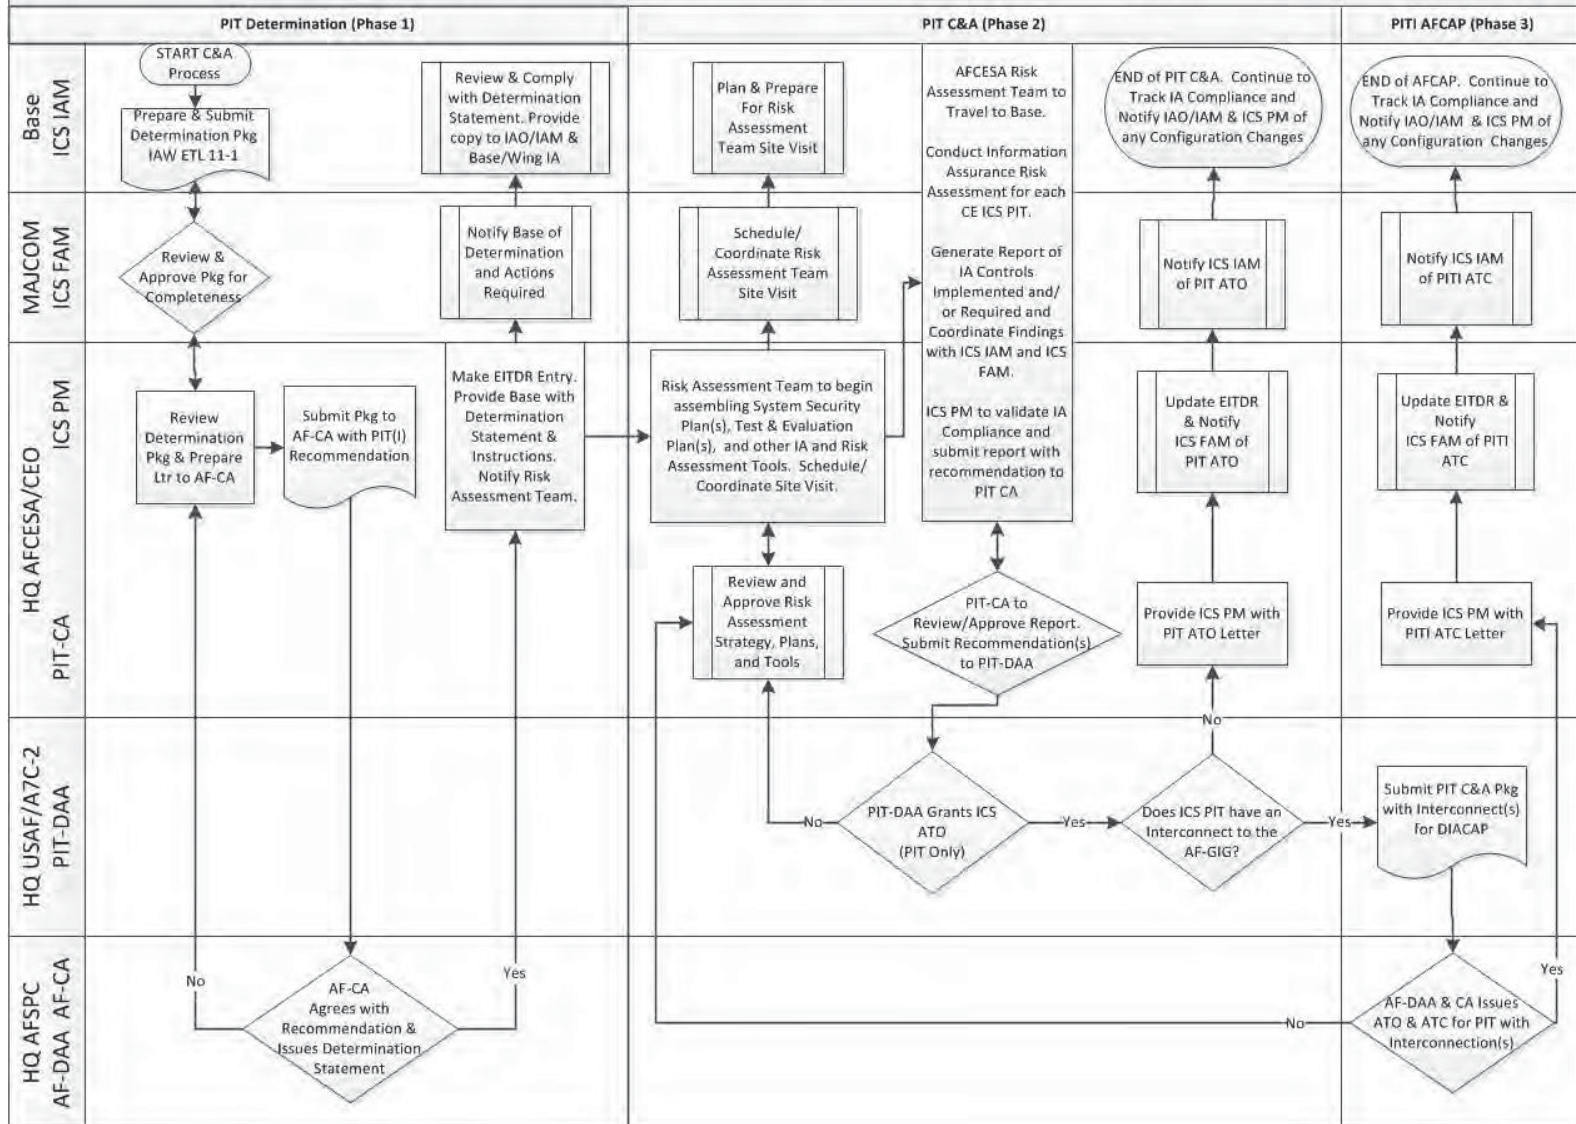 PIT Determination (Phase 1)
PIT C&A (Phase 2)
PITI AFCAP (Phase 3)
Base
ICS IAM
START C&A
Process
Prepare & Submit
Determination Pkg
IAW ETL 11-1
Review & Comply
with Determination
Statement. Provide
copy to IAO/IAM &
Base/Wing IA
Plan & Prepare
For Risk
Assessment
Team Site Visit
AFCESA Risk
Assessment Team to
Travel to Base.
Conduct Information
Assurance Risk
Assessment for each
CE ICS PIT.
Generate Report of
IA Controls
Implemented and/
or Required and
Coordinate Findings
with ICS IAM and ICS
FAM.
ICS PM to validate IA
Compliance and
submit report with
recommendation to
PIT CA
END of PIT C&A. Continue to
Track IA Compliance and
Notify IAO/IAM & ICS PM of
any Configuration Changes
END of AFCAP. Continue to
Track IA Compliance and
Notify IAO/IAM & ICS PM of
any Configuration Changes
MAJCOM
ICS FAM
Review &
Approve Pkg for
Completeness
Notify Base of
Determination
and Actions
Required
Schedule/
Coordinate Risk
Assessment Team
Site Visit
Notify ICS IAM
of PIT ATO
Notify ICS IAM
of PITI ATC
HQ AFCESA/CEO
ICS PM
PIT-CA
Review
Determination
Pkg & Prepare
Ltr to AF-CA
Submit Pkg to
AF-CA with PIT(I)
Recommendation
Make EITDR Entry.
Provide Base with
Determination
Statement &
Instructions.
Notify Risk
Assessment Team.
Risk Assessment Team to begin
assembling System Security
Plan(s), Test & Evaluation
Plan(s), and other IA and Risk
Assessment Tools. Schedule/
Coordinate Site Visit.
Update EITDR
& Notify
ICS FAM of
PIT ATO
Update EITDR &
Notify
ICS FAM of PITI
ATC
Review and
Approve Risk
Assessment
Strategy, Plans,
and Tools
PIT-CA to
Review/Approve Report.
Submit Recommendation(s)
to PIT-DAA
Provide ICS PM with
PIT ATO Letter
Provide ICS PM with
PITI ATC Letter
HQ USAF/A7C-2
PIT-DAA
No
PIT-DAA Grants ICS
ATO
(PIT Only)
Yes
No
Does ICS PIT have an
Interconnect to the
AF-GIG?
Yes
Submit PIT C&A Pkg
with Interconnect(s)
for DIACAP
HQ AFSPC
AF-DAA AF-CA
No
AF-CA
Agrees with
Recommendation &
Issues Determination
Statement
Yes
No
AF-DAA & CA Issues
ATO & ATC for PIT with
Interconnection(s)
Yes